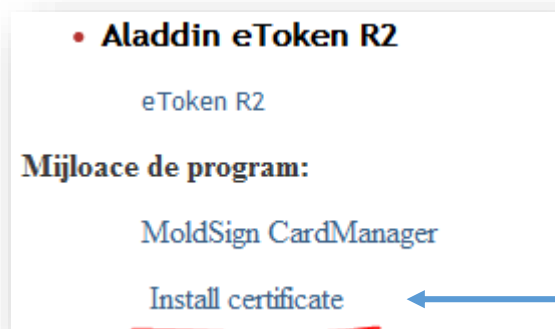 • Aladdin eToken R2
eToken R2
Mijloace de program:
MoldSign CardManager
Install certificate